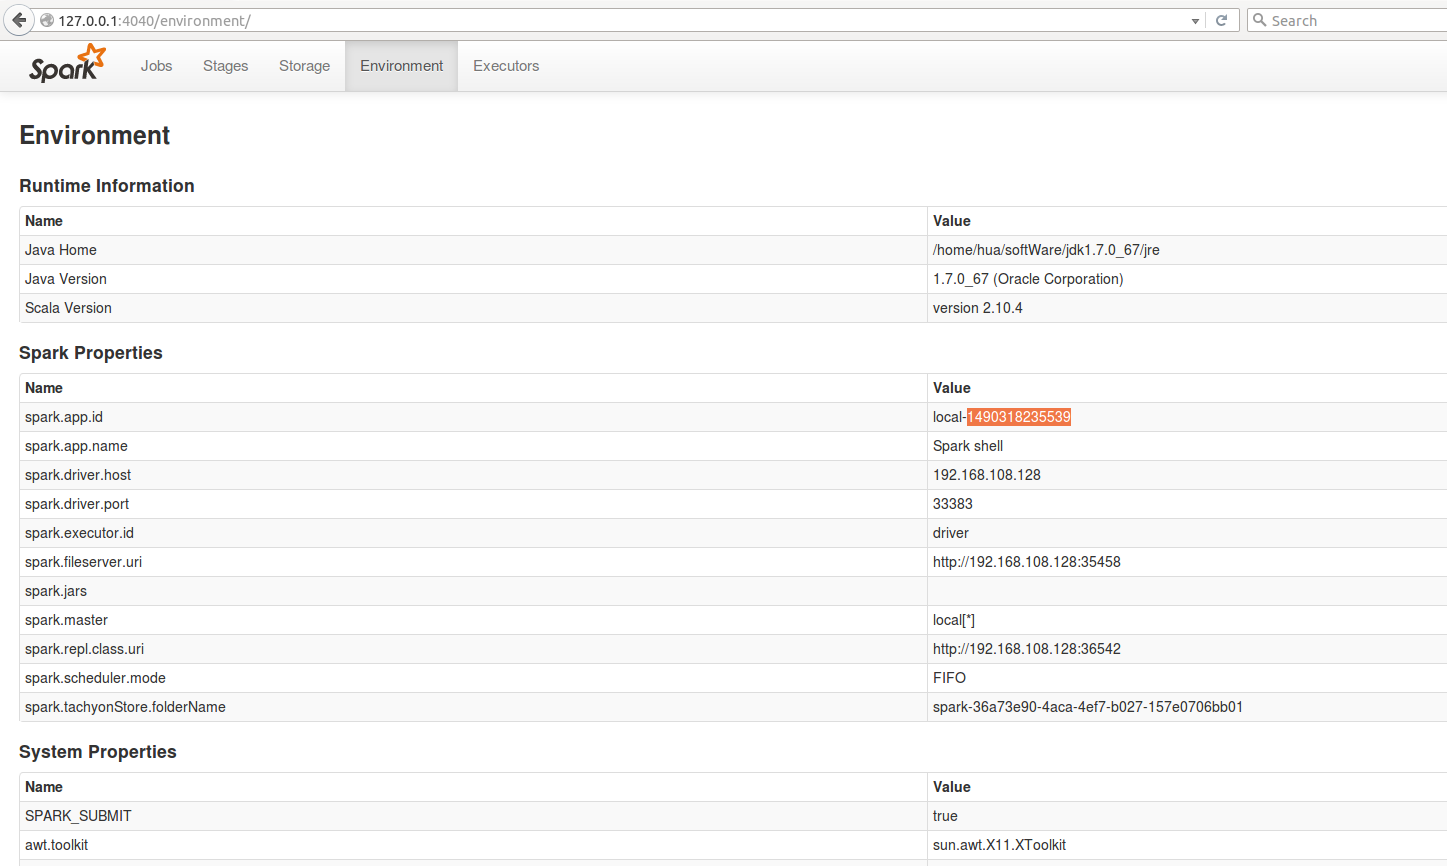 127.0.0.1:4040/environment/ Search
Spark Jobs Stages Storage Environment Executors
Environment
Runtime Information
Name Value
Java Home /home/hua/softWare/jdk1.7.0_67/jre
Java Version 1.7.0_67 (Oracle Corporation)
Scala Version version 2.10.4
Spark Properties
Name Value
spark.app.id local-1490318235539
spark.app.name Spark shell
spark.driver.host 192.168.108.128
spark.driver.port 33383
spark.executor.id driver
spark.fileserver.uri http://192.168.108.128:35458
spark.jars
spark.master local[*]
spark.repl.class.uri http://192.168.108.128:36542
spark.scheduler.mode FIFO
spark.tachyonStore.folderName spark-36a73e90-4aca-4ef7-b027-157e0706bb01
System Properties
Name Value
SPARK_SUBMIT true
awt.toolkit sun.awt.X11.XToolkit